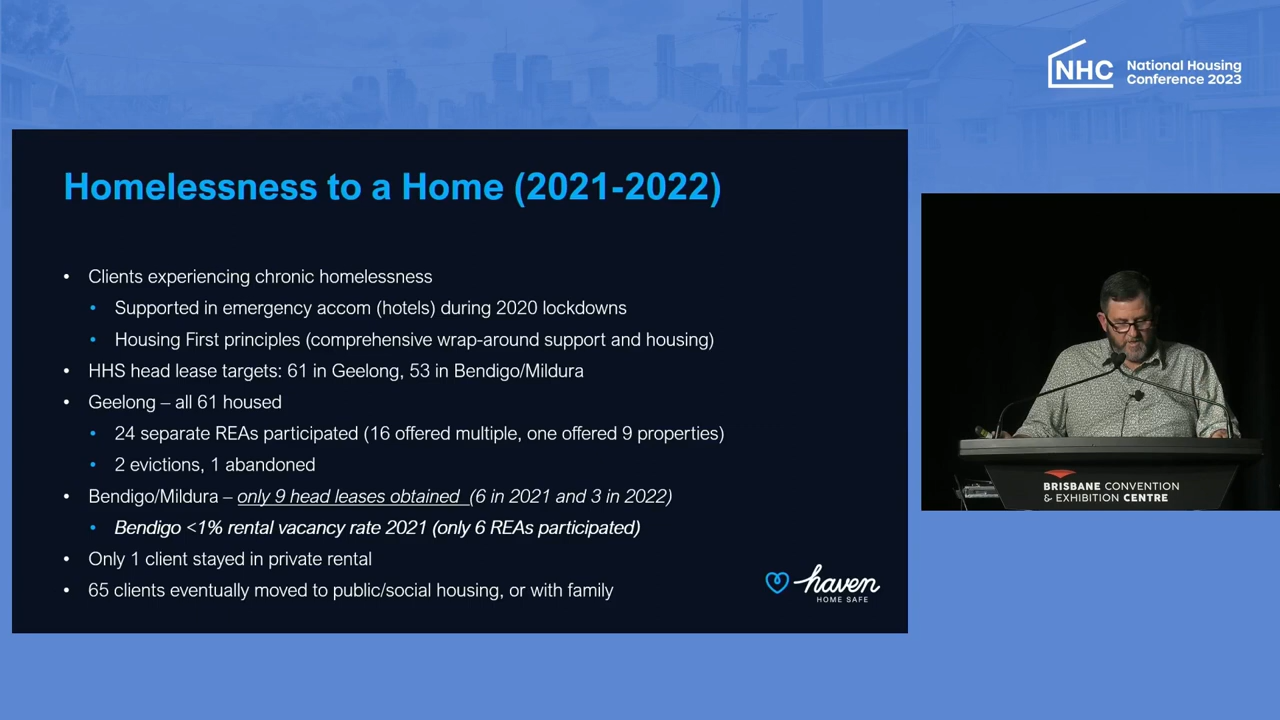 NHC
National Housing
Conference 2023
Homelessness to a Home (2021-2022)
• Clients experiencing chronic homelessness
• Supported in emergency accom (hotels) during 2020 lockdowns
• Housing First principles (comprehensive wrap-around support and housing)
• HHS head lease targets: 61 in Geelong, 53 in Bendigo/Mildura
• Geelong – all 61 housed
• 24 separate REAs participated (16 offered multiple, one offered 9 properties)
• 2 evictions, 1 abandoned
• Bendigo/Mildura – only 9 head leases obtained (6 in 2021 and 3 in 2022)
• Bendigo <1% rental vacancy rate 2021 (only 6 REAs participated)
• Only 1 client stayed in private rental
• 65 clients eventually moved to public/social housing, or with family
haven
HOME SAFE
BRISBANE CONVENTION
& EXHIBITION CENTRE